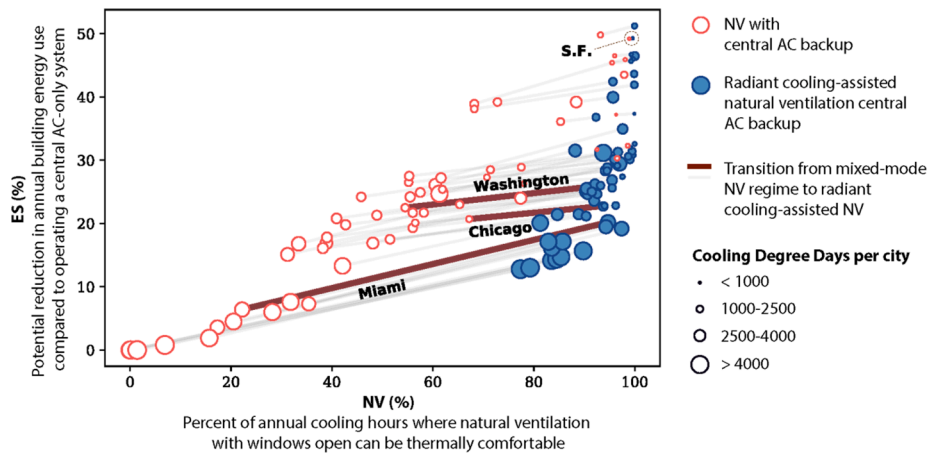 ES (%)
Potential reduction in annual building energy use
compared to operating a central AC-only system
50
40
30
20
10
0
S.F.
Washington
Chicago
Miami
0 20 40 60 80 100
NV (%)
Percent of annual cooling hours where natural ventilation
with windows open can be thermally comfortable
NV with
central AC backup
Radiant cooling-assisted
natural ventilation central
AC backup
Transition from mixed-mode
NV regime to radiant
cooling-assisted NV
Cooling Degree Days per city
< 1000
1000-2500
2500-4000
> 4000